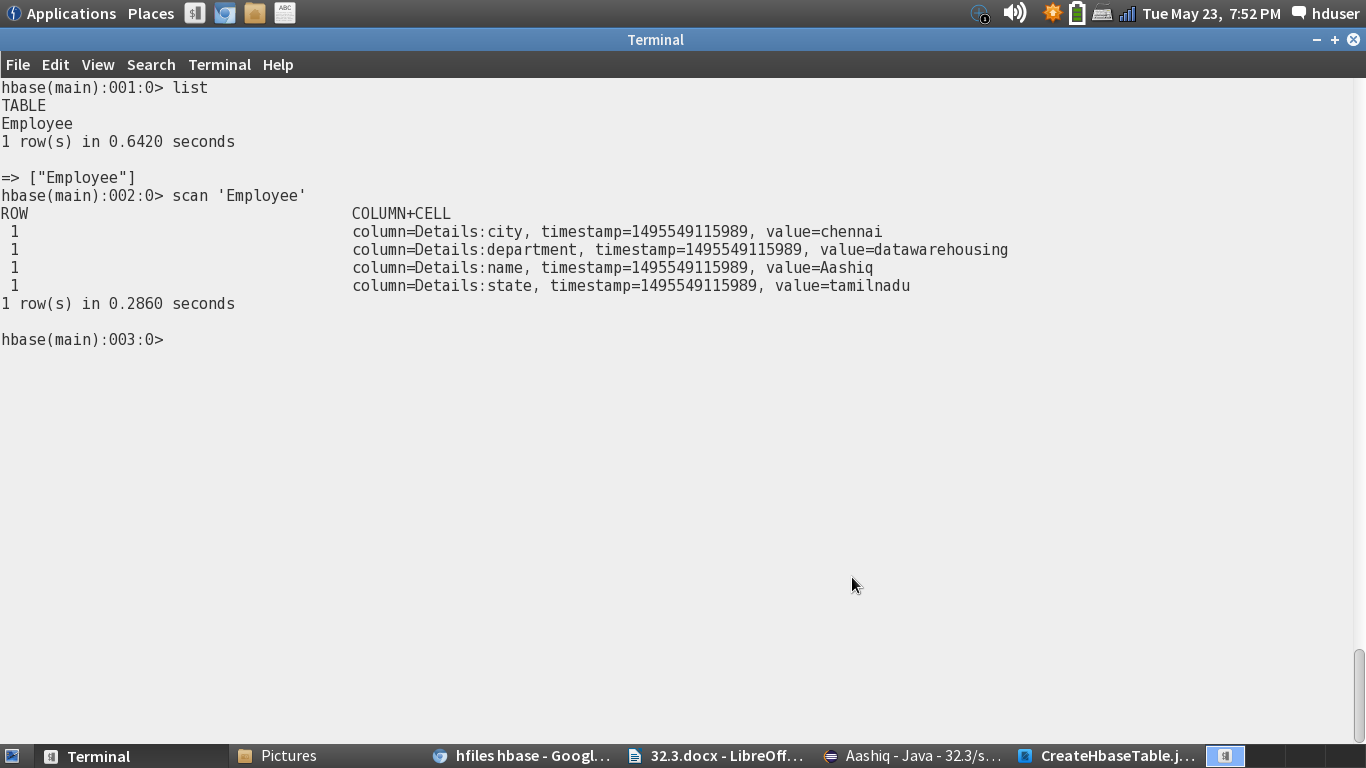 Applications Places Tue May 23, 7:52 PM hduser
Terminal
File Edit View Search Terminal Help
hbase(main):001:0> list
TABLE
Employee
1 row(s) in 0.6420 seconds
=> ["Employee"]
hbase(main):002:0> scan 'Employee'
ROW COLUMN+CELL
1 column=Details:city, timestamp=1495549115989, value=chennai
1 column=Details:department, timestamp=1495549115989, value=datawarehousing
1 column=Details:name, timestamp=1495549115989, value=Aashiq
1 column=Details:state, timestamp=1495549115989, value=tamilnadu
1 row(s) in 0.2860 seconds
hbase(main):003:0>
Terminal Pictures hfiles hbase - Googl... 32.3.docx - LibreOff... Aashiq - Java - 32.3/s... CreateHbaseTable.j...